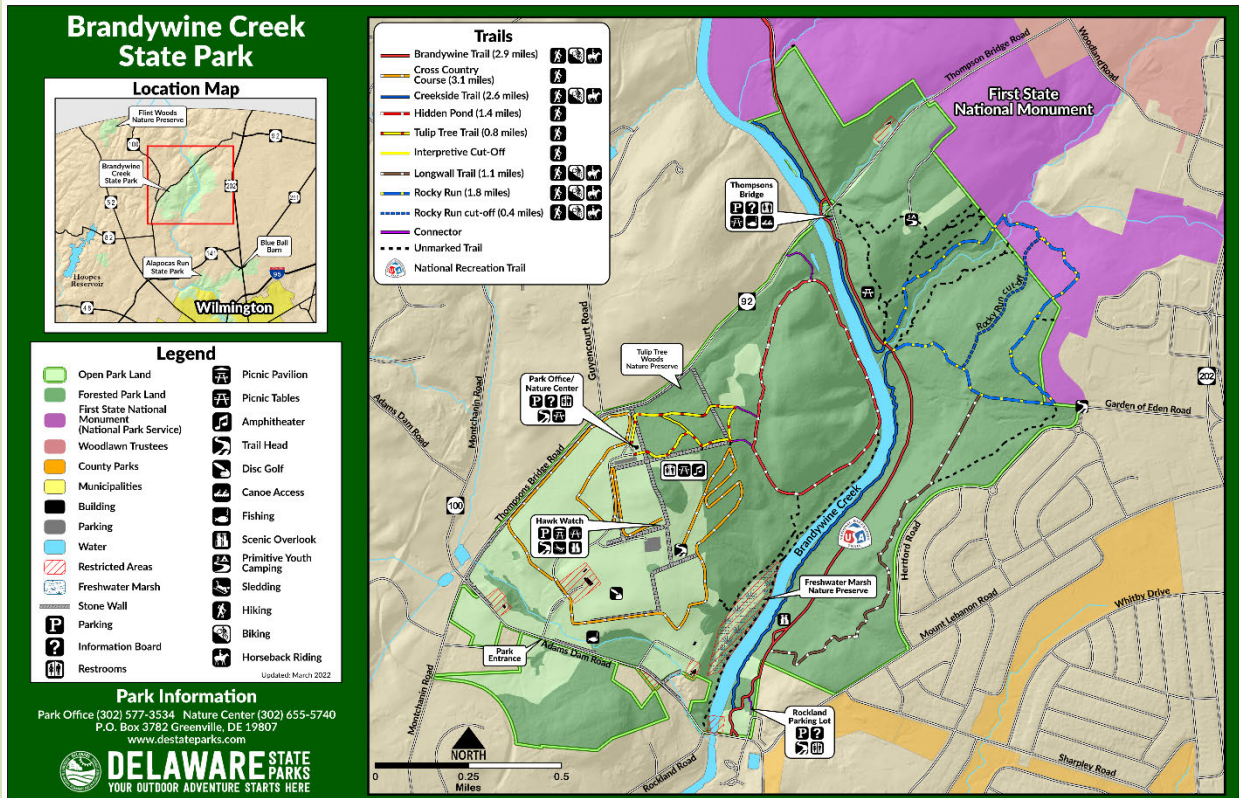 Brandywine Creek
State Park
Location Map
Flint Woods
Nature Preserve
100
92
Brandywine
Creek
State Park
202
52
82
141
Blue Ball
Barn
Hoopes
Reservoir
Alapocas Run
State Park
95
48
Wilmington
Legend
Open Park Land
Forested Park Land
First State National
Monument
(National Park Service)
Woodlawn Trustees
County Parks
Municipalities
Building
Parking
Water
Restricted Areas
Freshwater Marsh
Stone Wall
P Parking
? Information Board
Restrooms
Picnic Pavilion
Picnic Tables
Amphitheater
Trail Head
Disc Golf
Canoe Access
Fishing
Scenic Overlook
Primitive Youth
Camping
Sledding
Hiking
Biking
Horseback Riding
Updated: March 2022
Park Information
Park Office (302) 577-3534 Nature Center (302) 655-5740
P.O. Box 3782 Greenville, DE 19807
www.destateparks.com
DELAWARE STATE PARKS
YOUR OUTDOOR ADVENTURE STARTS HERE
Trails
Brandywine Trail (2.9 miles)
Cross Country
Course (3.1 miles)
Creekside Trail (2.6 miles)
Hidden Pond (1.4 miles)
Tulip Tree Trail (0.8 miles)
Interpretive Cut-Off
Longwall Trail (1.1 miles)
Rocky Run (1.8 miles)
Rocky Run cut-off (0.4 miles)
Connector
Unmarked Trail
USA National Recreation Trail
Thompson Bridge Road
Woodland Road
First State
National Monument
Thompsons
Bridge
P ?
92
Rocky Run cut-off
202
Garden of Eden Road
Guyencourt Road
Tulip Tree
Woods
Nature Preserve
Park Office/
Nature Center
P ?
Adams Dam Road
Montchanin Road
Thompsons Bridge Road
100
Hawk Watch
P
Brandywine Creek
USA
Hertford Road
Freshwater Marsh
Nature Preserve
Mount Lebanon Road
Whitby Drive
Park
Entrance
Adams Dam Road
Montchanin Road
Rockland
Parking Lot
P ?
NORTH
0 0.25 0.5
Miles
Rockland Road
Sharpley Road